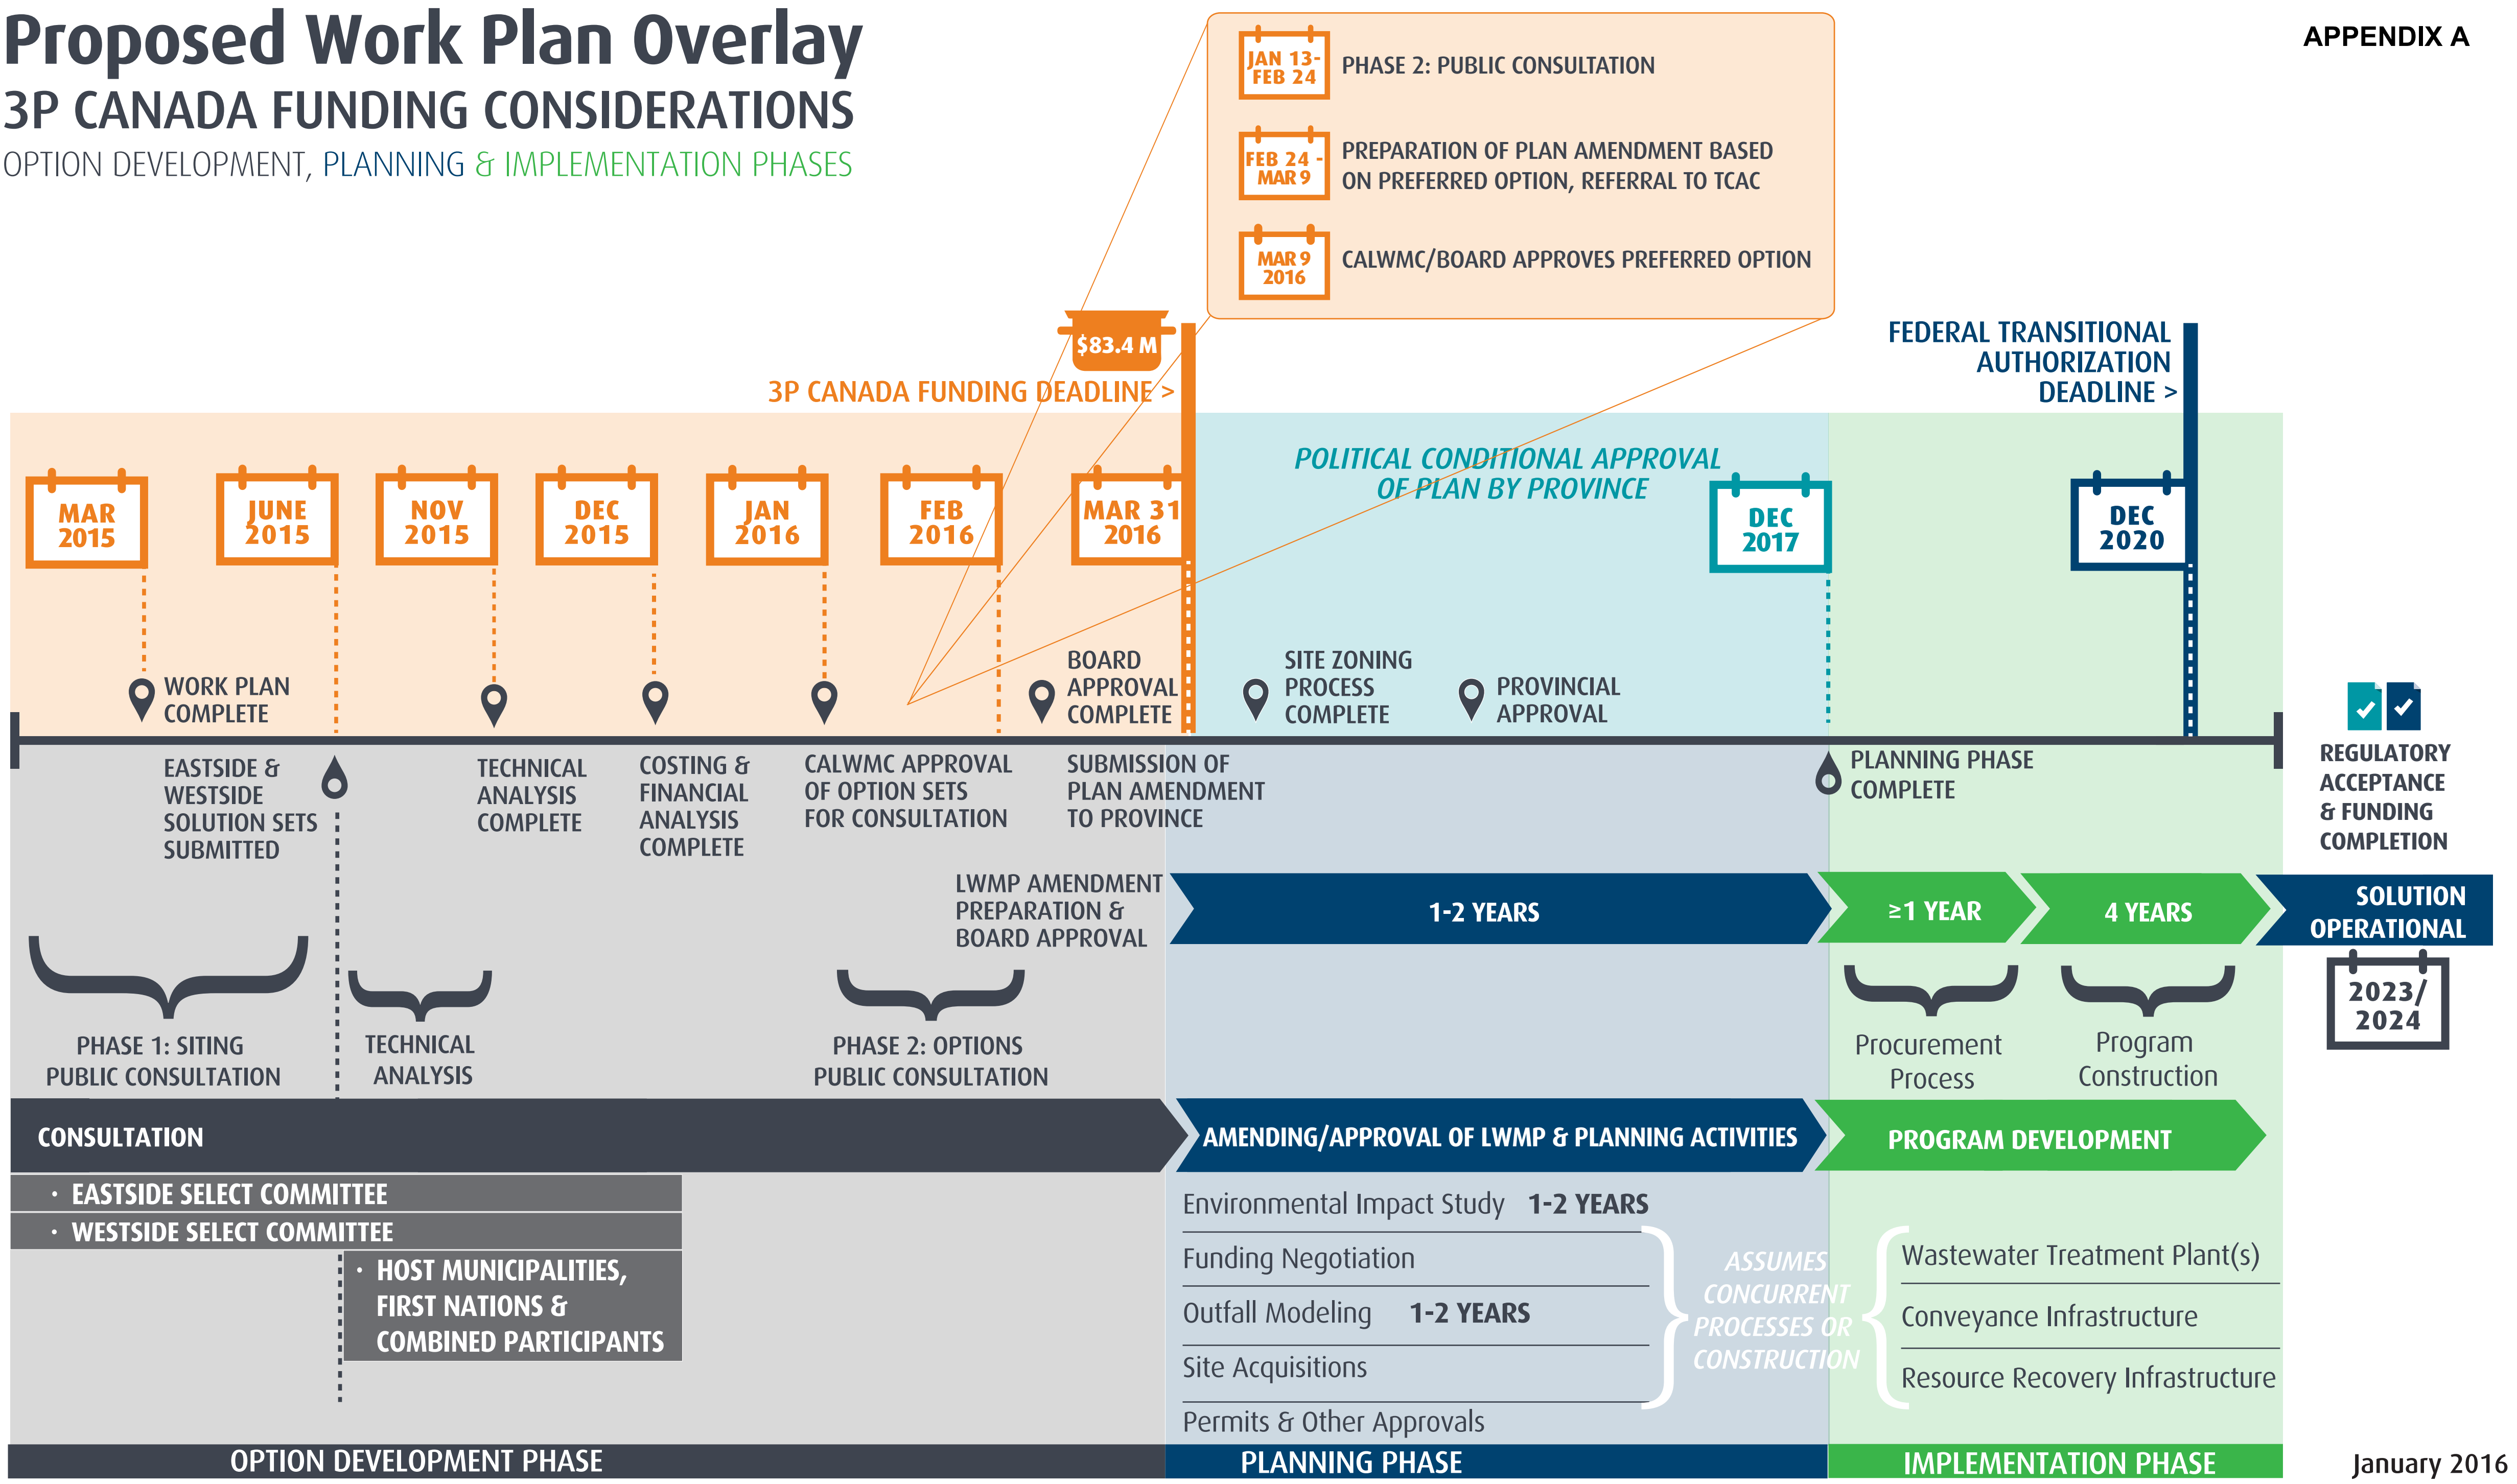 Proposed Work Plan Overlay
3P CANADA FUNDING CONSIDERATIONS
OPTION DEVELOPMENT, PLANNING & IMPLEMENTATION PHASES
APPENDIX A
JAN 13-
FEB 24
PHASE 2: PUBLIC CONSULTATION
FEB 24 -
MAR 9
PREPARATION OF PLAN AMENDMENT BASED
ON PREFERRED OPTION, REFERRAL TO TCAC
MAR 9
2016
CALWMC/BOARD APPROVES PREFERRED OPTION
$83.4 M
3P CANADA FUNDING DEADLINE >
FEDERAL TRANSITIONAL
AUTHORIZATION
DEADLINE >
MAR
2015
JUNE
2015
NOV
2015
DEC
2015
JAN
2016
FEB
2016
MAR 31
2016
POLITICAL CONDITIONAL APPROVAL
OF PLAN BY PROVINCE
DEC
2017
DEC
2020
WORK PLAN
COMPLETE
BOARD
APPROVAL
COMPLETE
SITE ZONING
PROCESS
COMPLETE
PROVINCIAL
APPROVAL
EASTSIDE &
WESTSIDE
SOLUTION SETS
SUBMITTED
TECHNICAL
ANALYSIS
COMPLETE
COSTING &
FINANCIAL
ANALYSIS
COMPLETE
CALWMC APPROVAL
OF OPTION SETS
FOR CONSULTATION
SUBMISSION OF
PLAN AMENDMENT
TO PROVINCE
PLANNING PHASE
COMPLETE
REGULATORY
ACCEPTANCE
& FUNDING
COMPLETION
LWMP AMENDMENT
PREPARATION &
BOARD APPROVAL
1-2 YEARS
≥1 YEAR
4 YEARS
SOLUTION
OPERATIONAL
2023/
2024
PHASE 1: SITING
PUBLIC CONSULTATION
TECHNICAL
ANALYSIS
PHASE 2: OPTIONS
PUBLIC CONSULTATION
Procurement
Process
Program
Construction
CONSULTATION
AMENDING/APPROVAL OF LWMP & PLANNING ACTIVITIES
PROGRAM DEVELOPMENT
· EASTSIDE SELECT COMMITTEE
· WESTSIDE SELECT COMMITTEE
· HOST MUNICIPALITIES,
FIRST NATIONS &
COMBINED PARTICIPANTS
Environmental Impact Study 1-2 YEARS
Funding Negotiation
Outfall Modeling 1-2 YEARS
Site Acquisitions
Permits & Other Approvals
ASSUMES
CONCURRENT
PROCESSES OR
CONSTRUCTION
Wastewater Treatment Plant(s)
Conveyance Infrastructure
Resource Recovery Infrastructure
OPTION DEVELOPMENT PHASE
PLANNING PHASE
IMPLEMENTATION PHASE
January 2016